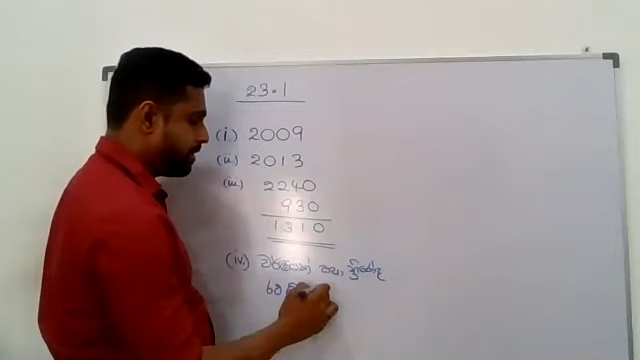 23.1
(i.) 2009
(ii.) 2013
(iii.) 2240
930
1310
(iv.)